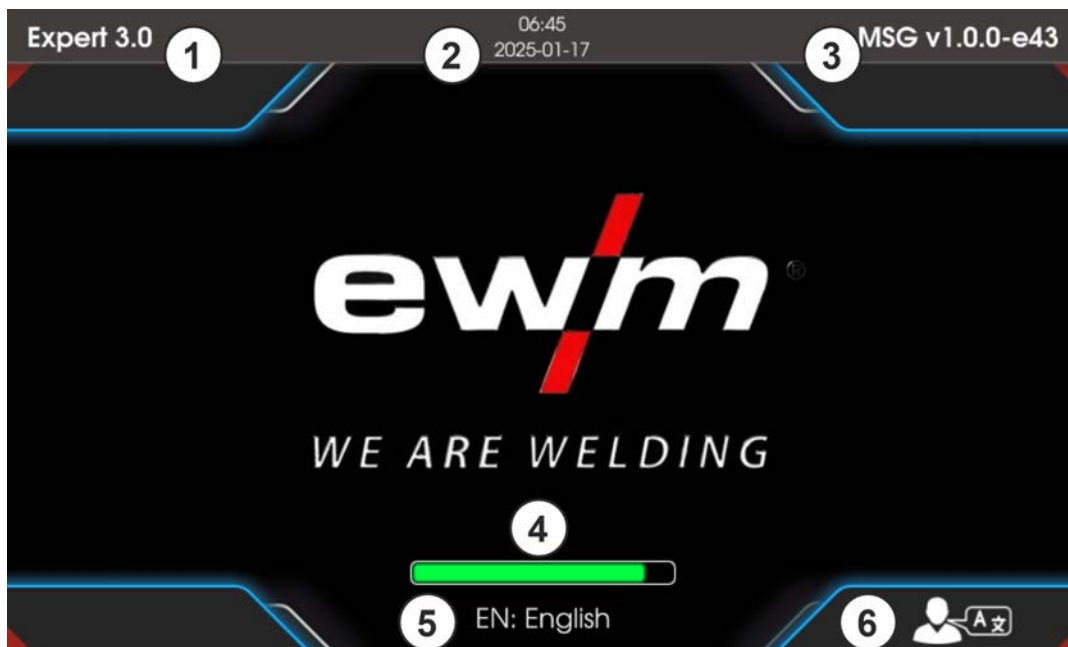 Expert 3.0
1
06:45
2025-01-17
2
3
MSG v1.0.0-e43
ewm®
WE ARE WELDING
4
5
EN: English
6
A文